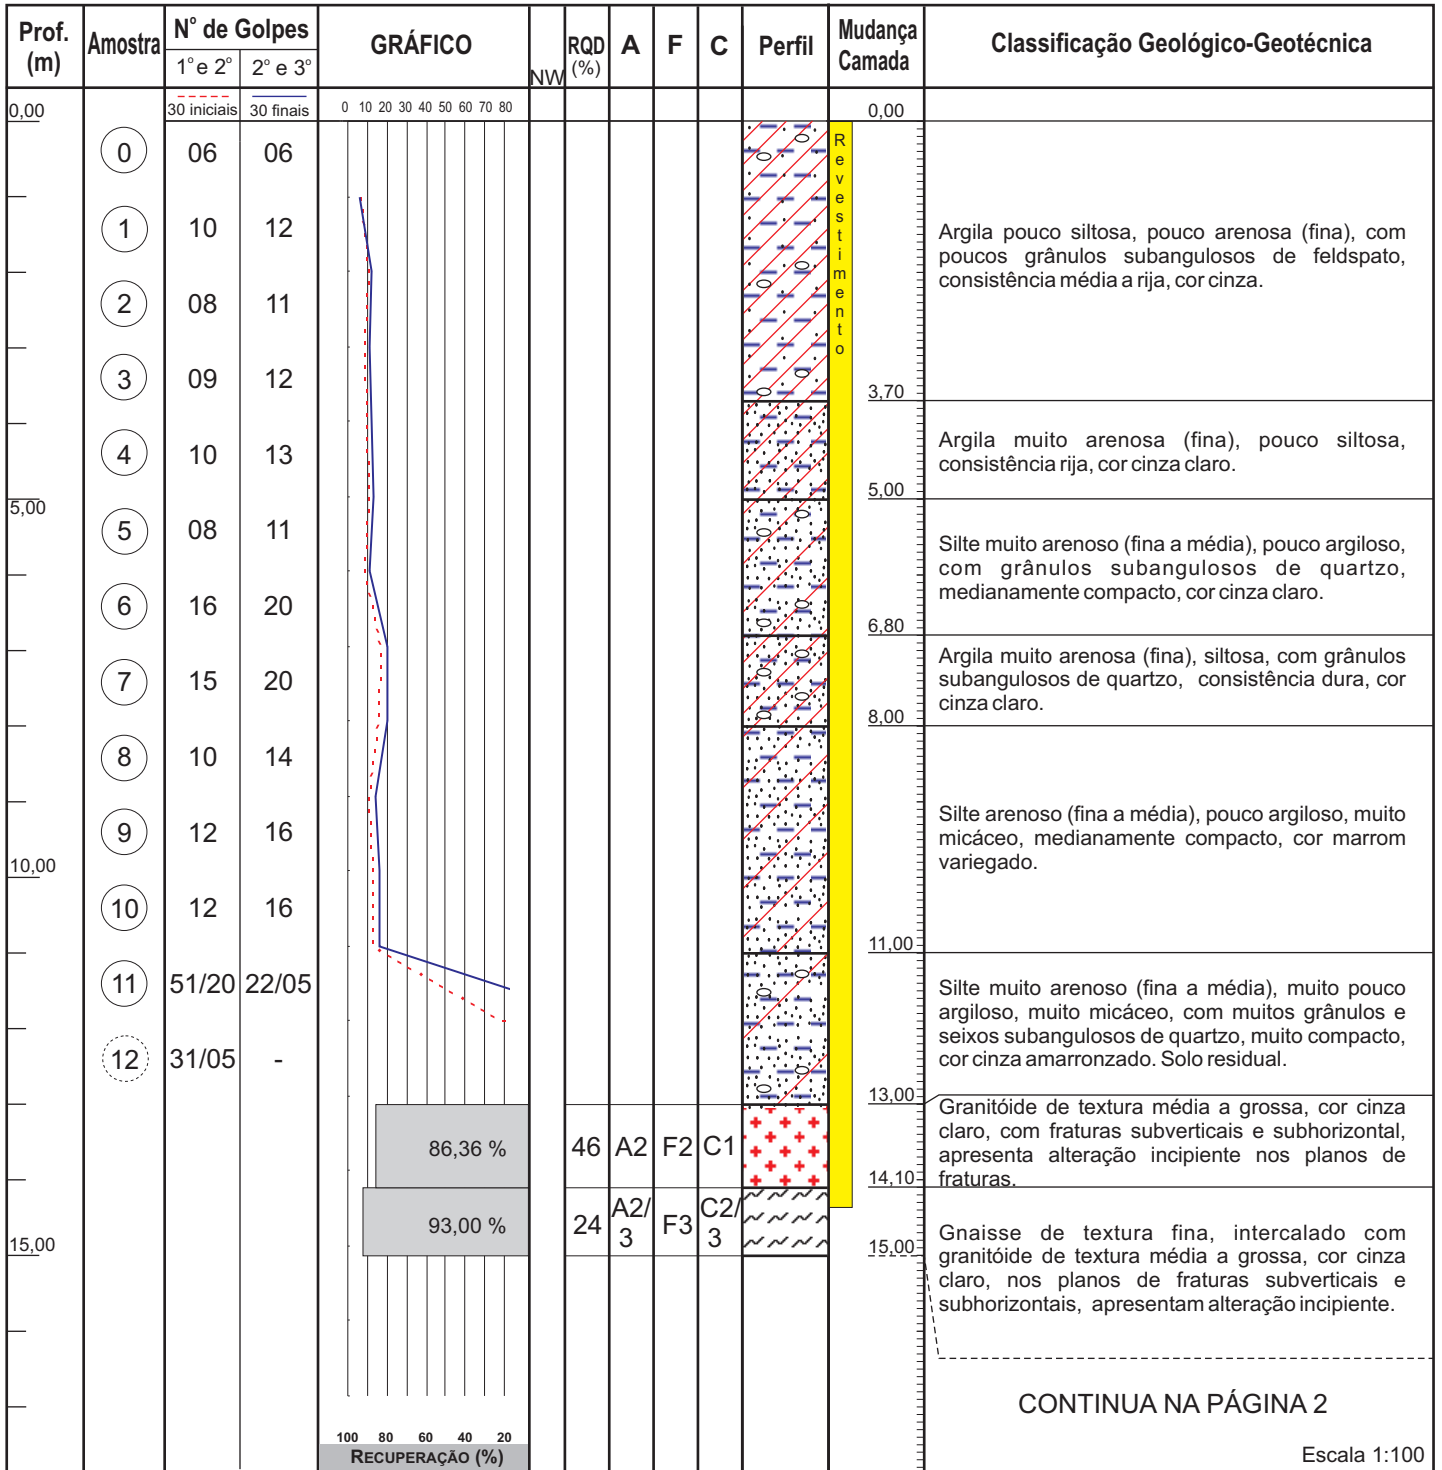 Prof. (m)
Amostra
N° de Golpes
1° e 2°
2° e 3°
GRÁFICO
NW
RQD (%)
A
F
C
Perfil
Mudança Camada
Classificação Geológico-Geotécnica
0,00
30 iniciais
30 finais
0 10 20 30 40 50 60 70 80
0,00
0 06 06
1 10 12
2 08 11
3 09 12
4 10 13
5,00
5 08 11
6 16 20
7 15 20
8 10 14
9 12 16
10,00
10 12 16
11 51/20 22/05
12 31/05 -
15,00
Revestimento
Argila pouco siltosa, pouco arenosa (fina), com
poucos grânulos subangulosos de feldspato,
consistência média a rija, cor cinza.
3,70
Argila muito arenosa (fina), pouco siltosa,
consistência rija, cor cinza claro.
5,00
Silte muito arenoso (fina a média), pouco argiloso,
com grânulos subangulosos de quartzo,
medianamente compacto, cor cinza claro.
6,80
Argila muito arenosa (fina), siltosa, com grânulos
subangulosos de quartzo, consistência dura, cor
cinza claro.
8,00
Silte arenoso (fina a média), pouco argiloso, muito
micáceo, medianamente compacto, cor marrom
variegado.
11,00
Silte muito arenoso (fina a média), muito pouco
argiloso, muito micáceo, com muitos grânulos e
seixos subangulosos de quartzo, muito compacto,
cor cinza amarronzado. Solo residual.
13,00
86,36 % 46 A2 F2 C1
Granitóide de textura média a grossa, cor cinza
claro, com fraturas subverticais e subhorizontal,
apresenta alteração incipiente nos planos de
fraturas.
14,10
93,00 % 24 A2/3 F3 C2/3
Gnaisse de textura fina, intercalado com
granitóide de textura média a grossa, cor cinza
claro, nos planos de fraturas subverticais e
subhorizontais, apresentam alteração incipiente.
15,00
CONTINUA NA PÁGINA 2
100 80 60 40 20
RECUPERAÇÃO (%)
Escala 1:100